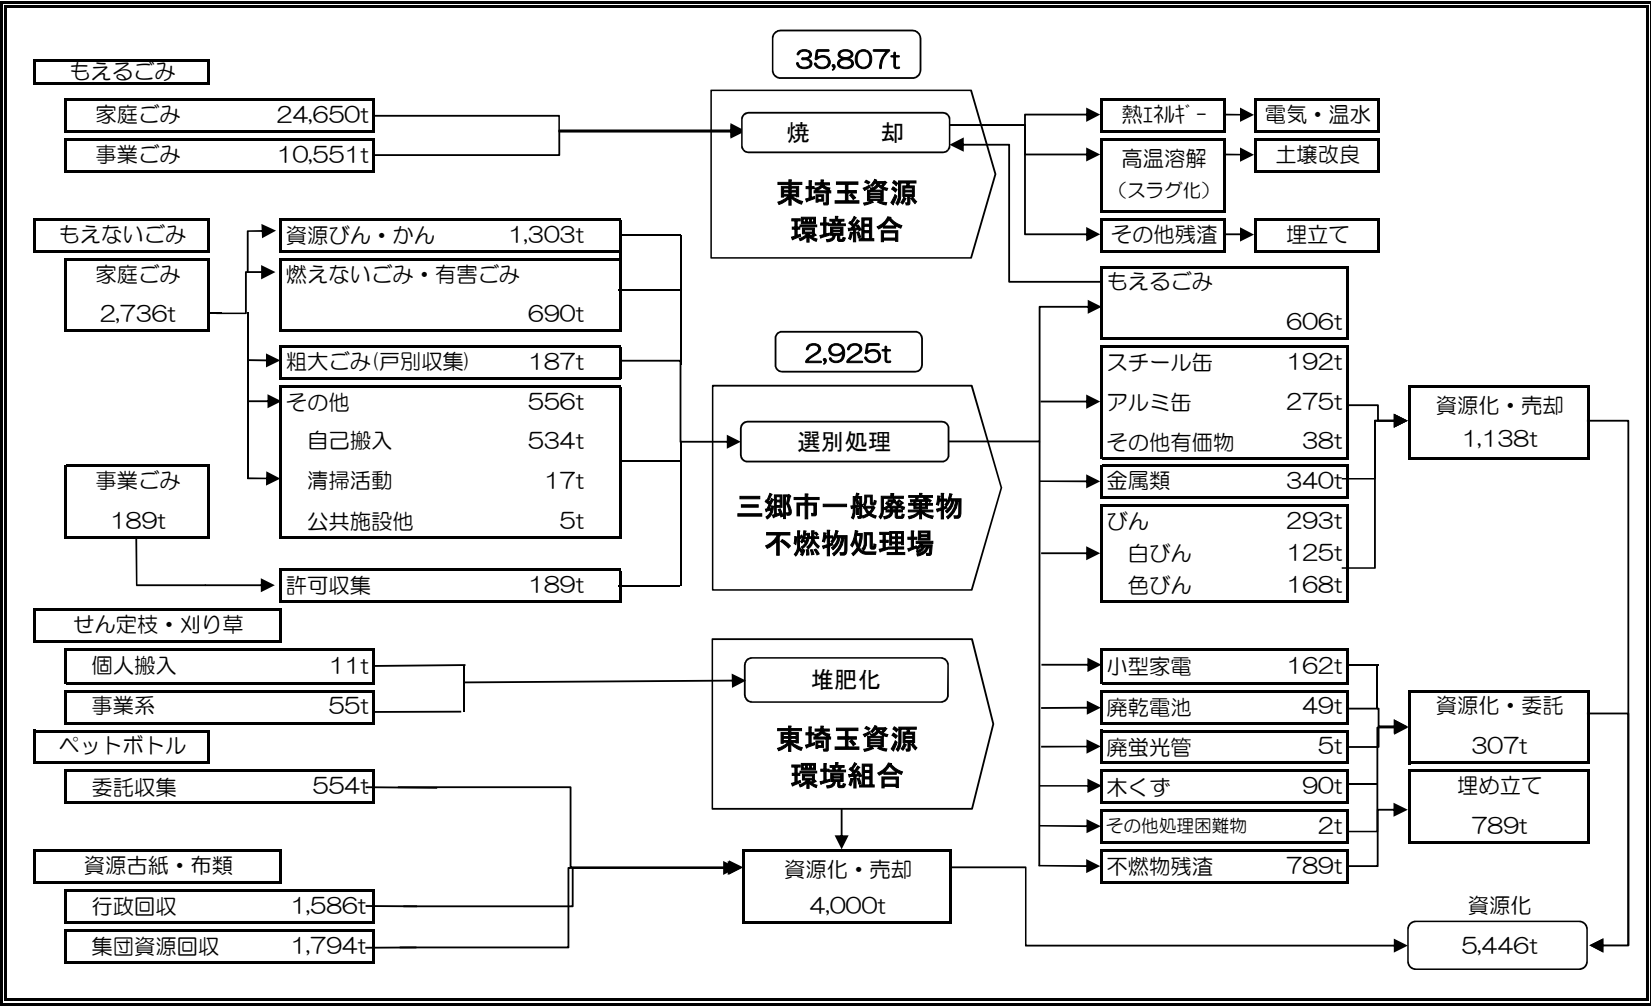 もえるごみ
家庭ごみ 24,650t
事業ごみ 10,551t
もえないごみ
家庭ごみ
2,736t
事業ごみ
189t
資源びん・かん 1,303t
燃えないごみ・有害ごみ
690t
粗大ごみ(戸別収集) 187t
その他 556t
自己搬入 534t
清掃活動 17t
公共施設他 5t
許可収集 189t
せん定枝・刈り草
個人搬入 11t
事業系 55t
ペットボトル
委託収集 554t
資源古紙・布類
行政回収 1,586t
集団資源回収 1,794t
35,807t
焼 却
東埼玉資源
環境組合
2,925t
選別処理
三郷市一般廃棄物
不燃物処理場
堆肥化
東埼玉資源
環境組合
資源化・売却
4,000t
熱ｴﾈﾙｷﾞｰ
電気・温水
高温溶解
（スラグ化）
土壌改良
その他残渣
埋立て
もえるごみ
606t
スチール缶 192t
アルミ缶 275t
その他有価物 38t
金属類 340t
びん 293t
白びん 125t
色びん 168t
小型家電 162t
廃乾電池 49t
廃蛍光管 5t
木くず 90t
その他処理困難物 2t
不燃物残渣 789t
資源化・売却
1,138t
資源化・委託
307t
埋め立て
789t
資源化
5,446t